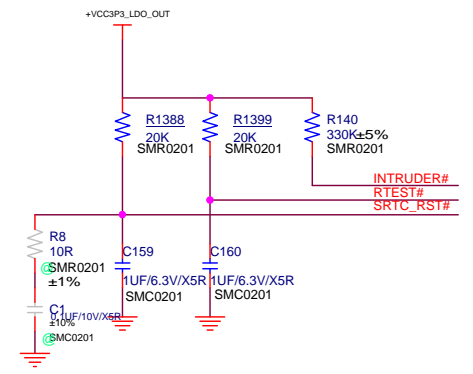 +VCC3P3_LDO_OUT
R1388
20K
SMR0201
R1399
20K
SMR0201
R140
330K±5%
SMR0201
INTRUDER#
RTEST#
SRTC_RST#
R8
10R
@SMR0201
±1%
C159
1UF/6.3V/X5R
SMC0201
C160
1UF/6.3V/X5R
SMC0201
C1
0.1UF/10V/X5R
±10%
@SMC0201